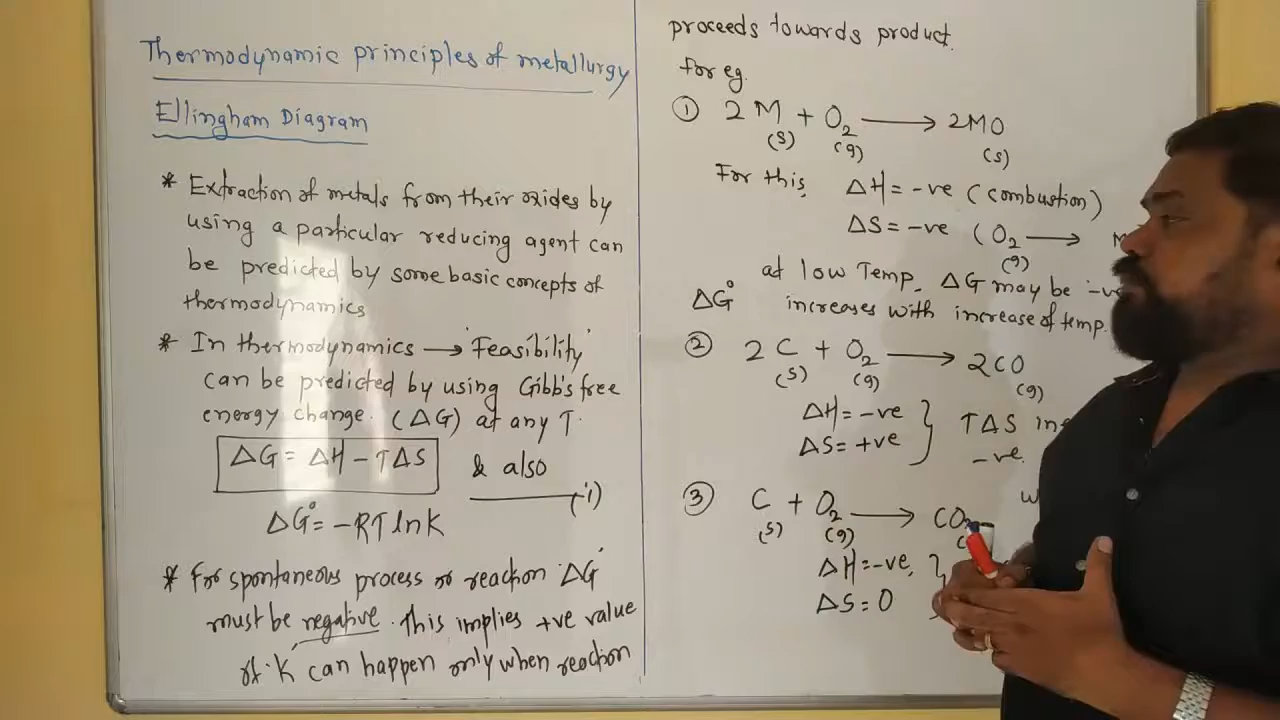 Thermodynamic principles of metallurgy
Ellingham Diagram
* Extraction of metals from their oxides by
using a particular reducing agent can
be predicted by some basic concepts of
thermodynamics
* In thermodynamics → 'Feasibility'
can be predicted by using Gibb's free
energy change. (ΔG) at any T.
ΔG = ΔH - TΔS & also
(1)
ΔG° = -RT ln K
* For spontaneous process or reaction ΔG°
must be negative. This implies +ve value
of K can happen only when reaction
proceeds towards product.
for eg.
① 2 M + O₂ → 2MO
(s) (g) (s)
For this, ΔH = -ve (Combustion)
ΔS = -ve (O₂ → M
(g)
at low Temp. ΔG may be -ve
ΔG° increases with increase of temp.
② 2 C + O₂ → 2CO
(s) (g) (g)
ΔH = -ve
ΔS = +ve } TΔS
-ve.
③ C + O₂ → CO₂
(s) (g)
ΔH = -ve,
ΔS = 0 }